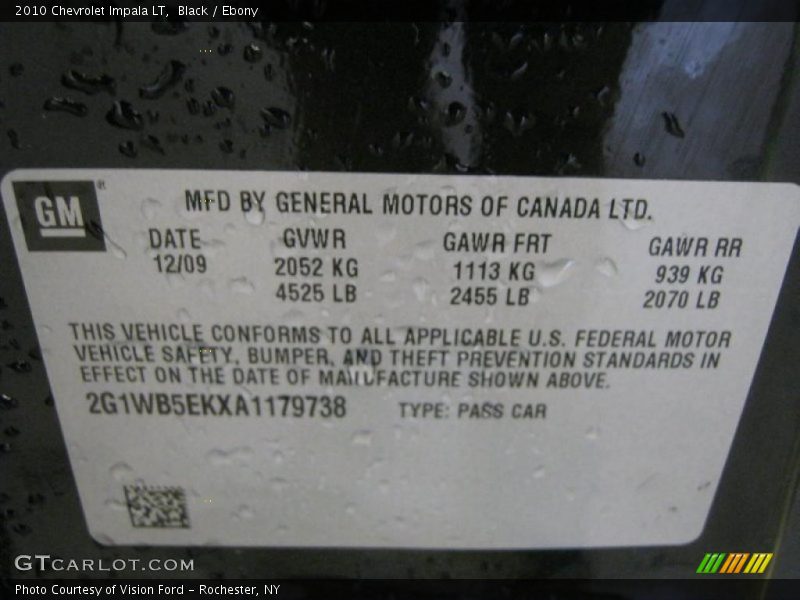 2010 Chevrolet Impala LT,  Black / Ebony
GM®
MFD BY GENERAL MOTORS OF CANADA LTD.
DATE GVWR GAWR FRT GAWR RR
12/09 2052 KG 1113 KG 939 KG
4525 LB 2455 LB 2070 LB
THIS VEHICLE CONFORMS TO ALL APPLICABLE U.S. FEDERAL MOTOR
VEHICLE SAFETY, BUMPER, AND THEFT PREVENTION STANDARDS IN
EFFECT ON THE DATE OF MANUFACTURE SHOWN ABOVE.
2G1WB5EKXA1179738 TYPE: PASS CAR
GTCARLOT.COM
Photo Courtesy of Vision Ford – Rochester, NY